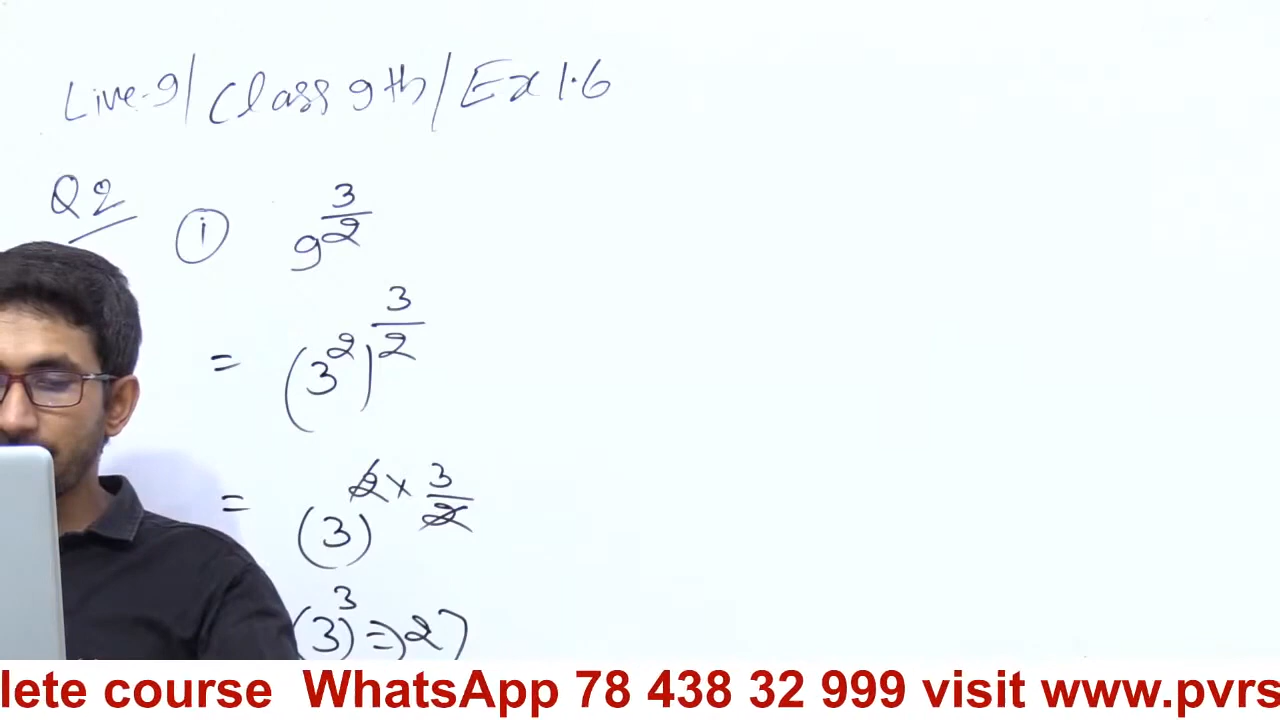 Live-9/ Class 9th/ Ex 1.6
Q2 (i) 9^(3/2)
= (3^2)^(3/2)
= (3)^(2 × 3/2)
(3)^3 => 27
lete course WhatsApp 78 438 32 999 visit www.pvrs